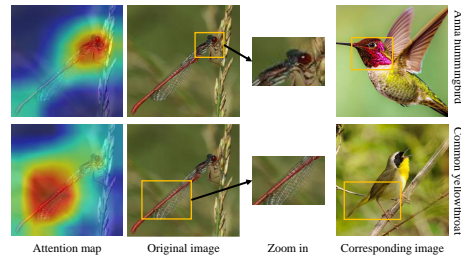 Anna hummingbird
Common yellowthroat
Attention map
Original image
Zoom in
Corresponding image